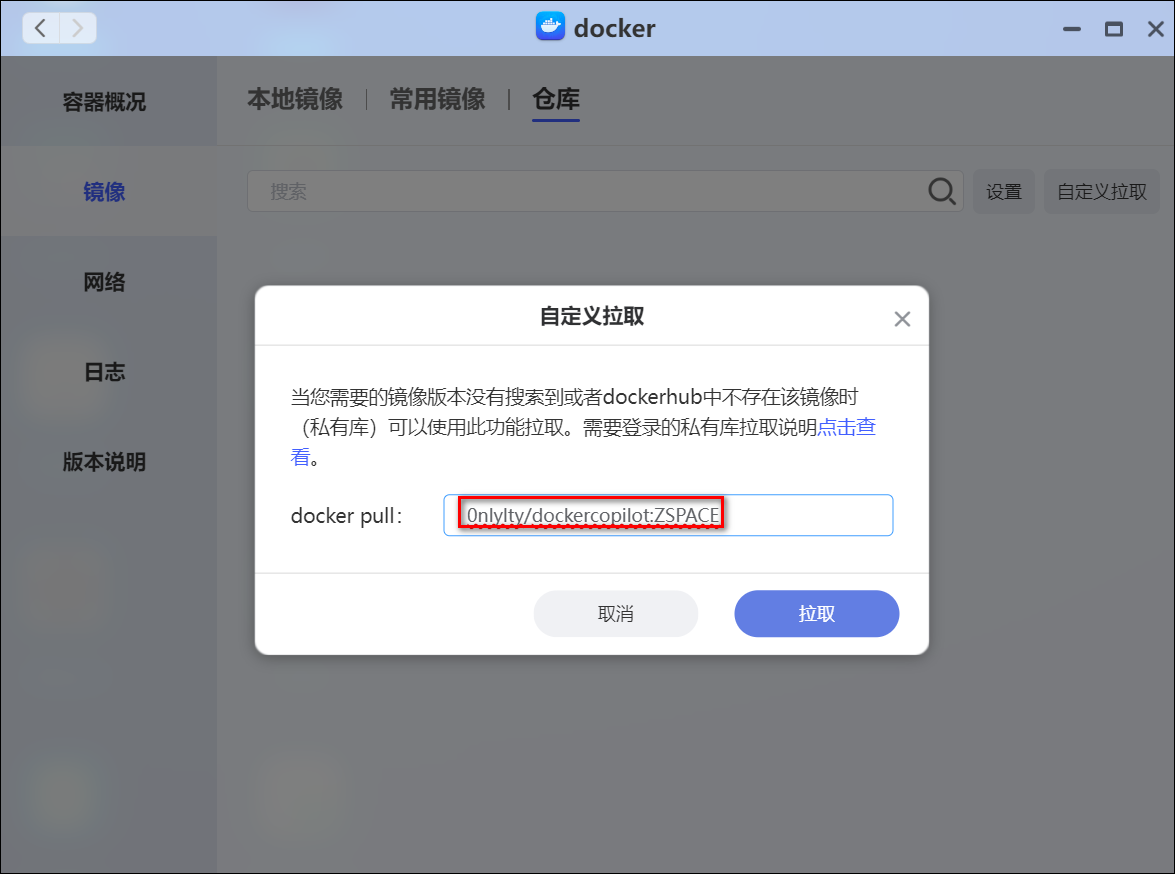 docker
容器概况
镜像
网络
日志
版本说明
本地镜像 | 常用镜像 | 仓库
搜索
设置
自定义拉取
自定义拉取
当您需要的镜像版本没有搜索到或者dockerhub中不存在该镜像时
（私有库）可以使用此功能拉取。需要登录的私有库拉取说明点击查
看。
docker pull：
0nlylty/dockercopilot:ZSPACE
取消
拉取